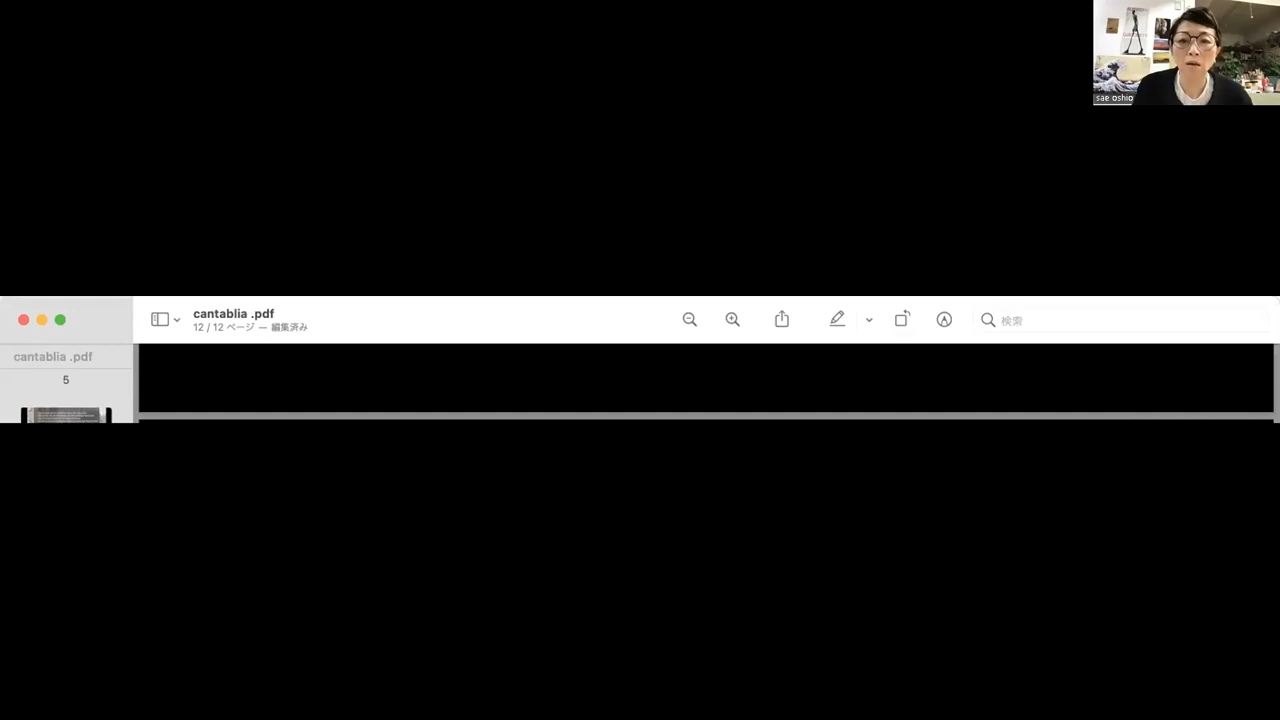 sae oshio
cantablia .pdf
12 / 12 ページ — 編集済み
検索
cantablia .pdf
5